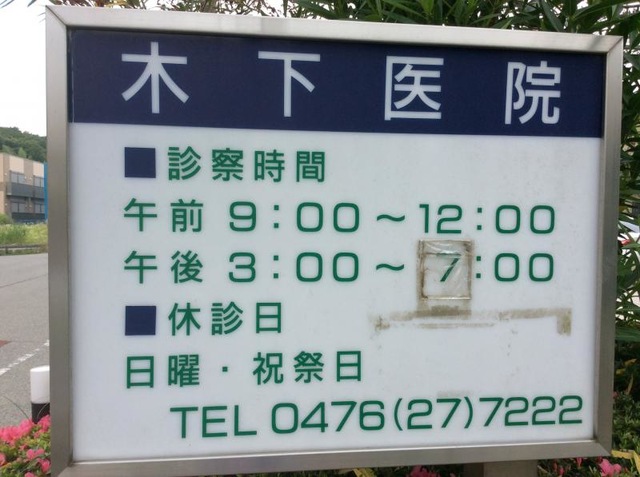 木下医院
■診察時間
午前 9:00～12:00
午後 3:00～7:00
■休診日
日曜・祝祭日
TEL 0476(27)7222